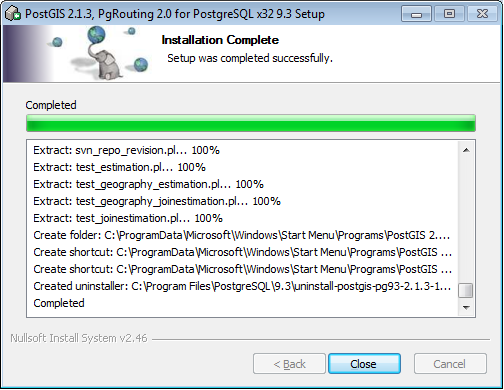 PostGIS 2.1.3, PgRouting 2.0 for PostgreSQL x32 9.3 Setup
Installation Complete
Setup was completed successfully.
Completed
Extract: svn_repo_revision.pl... 100%
Extract: test_estimation.pl... 100%
Extract: test_geography_estimation.pl... 100%
Extract: test_geography_joinestimation.pl... 100%
Extract: test_joinestimation.pl... 100%
Create folder: C:\ProgramData\Microsoft\Windows\Start Menu\Programs\PostGIS 2....
Create shortcut: C:\ProgramData\Microsoft\Windows\Start Menu\Programs\PostGIS ...
Create shortcut: C:\ProgramData\Microsoft\Windows\Start Menu\Programs\PostGIS ...
Created uninstaller: C:\Program Files\PostgreSQL\9.3\uninstall-postgis-pg93-2.1.3-1...
Completed
Nullsoft Install System v2.46
< Back
Close
Cancel